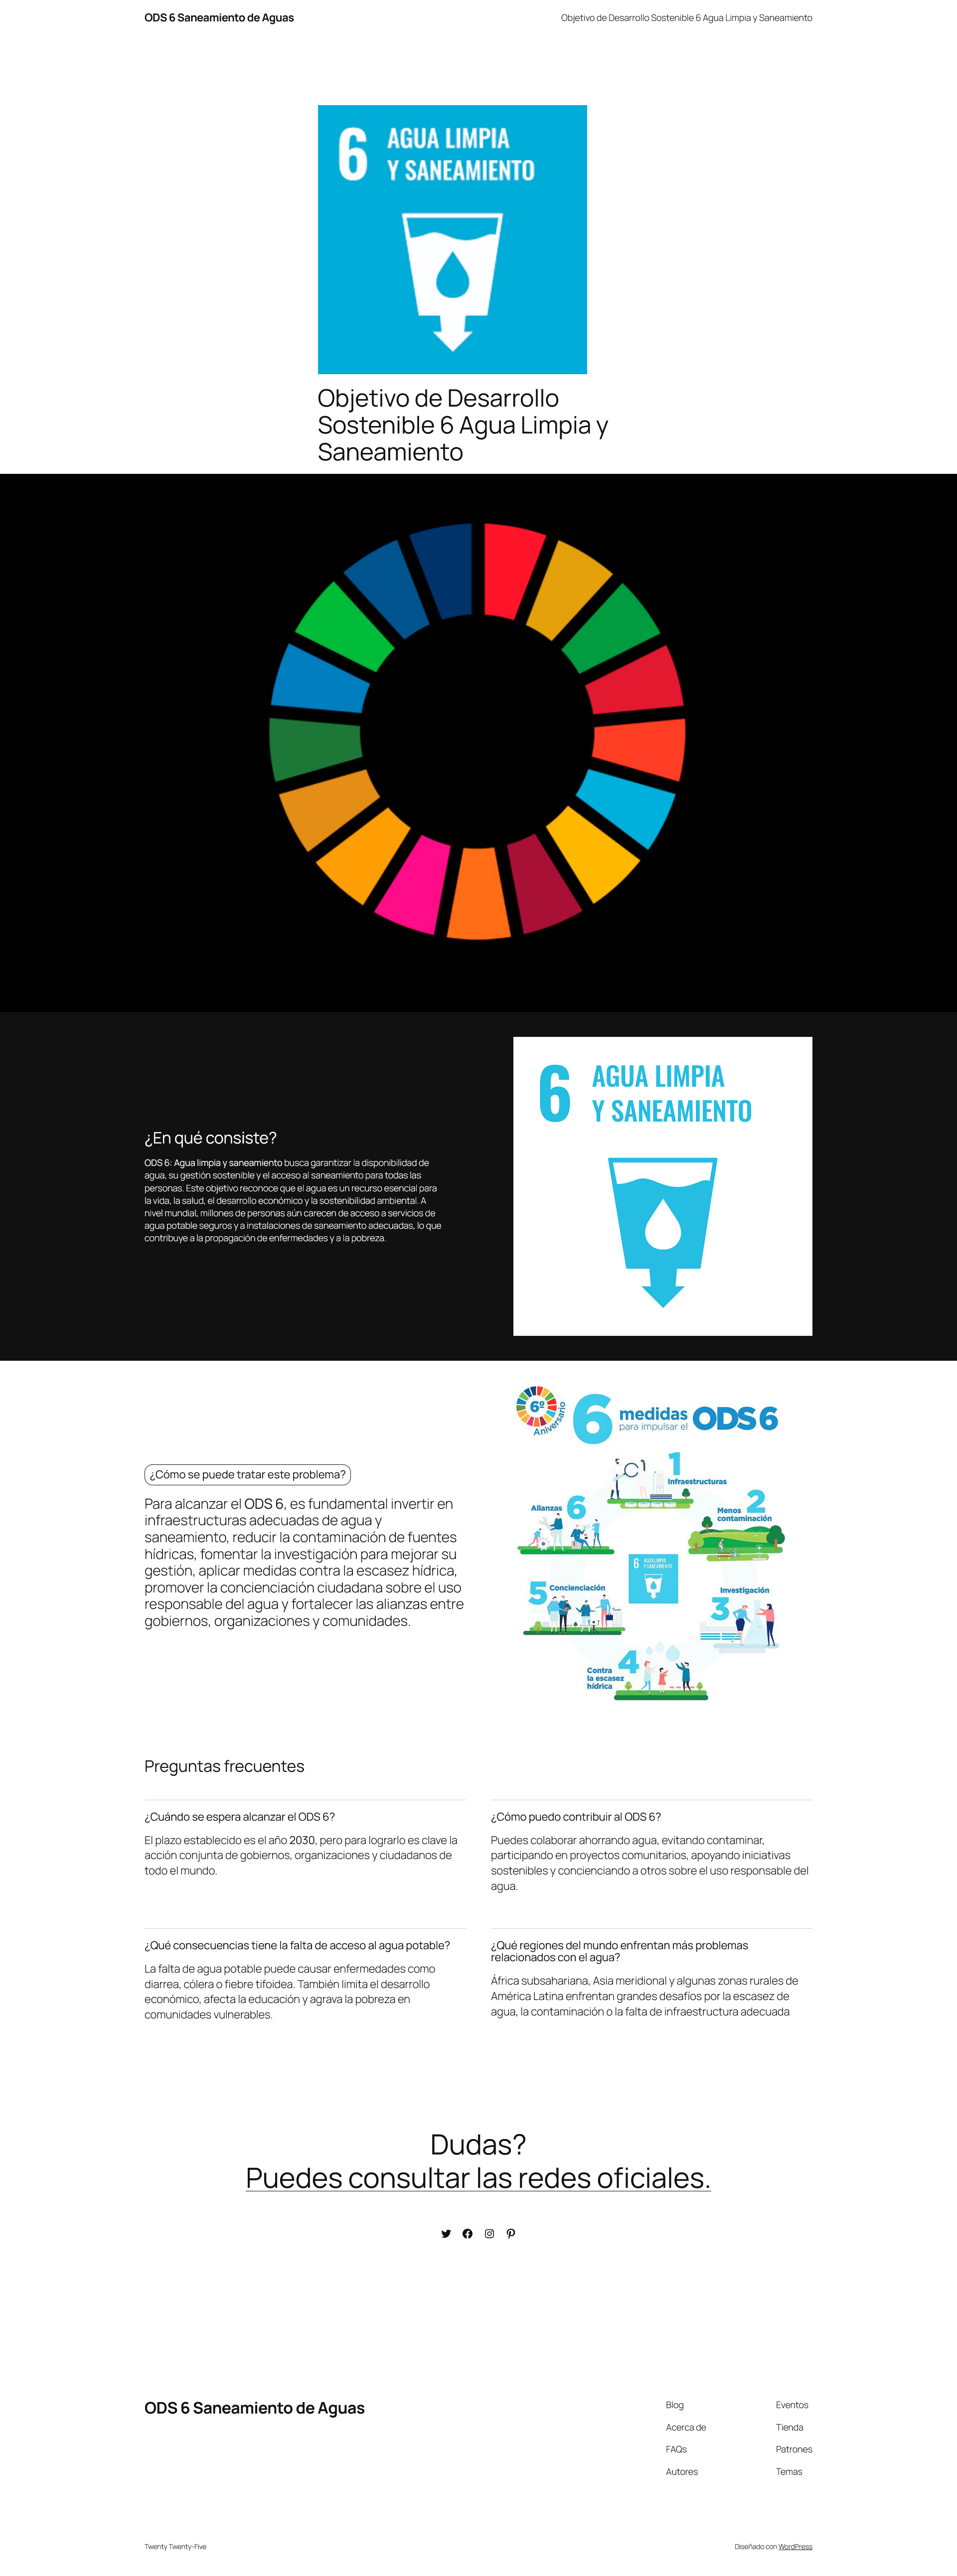 ODS 6 Saneamiento de Aguas
Objetivo de Desarrollo Sostenible 6 Agua Limpia y Saneamiento
6 AGUA LIMPIA
Y SANEAMIENTO
Objetivo de Desarrollo
Sostenible 6 Agua Limpia y
Saneamiento
6 AGUA LIMPIA
Y SANEAMIENTO
¿En qué consiste?
ODS 6: Agua limpia y saneamiento busca garantizar la disponibilidad de
agua, su gestión sostenible y el acceso al saneamiento para todas las
personas. Este objetivo reconoce que el agua es un recurso esencial para
la vida, la salud, el desarrollo económico y la sostenibilidad ambiental. A
nivel mundial, millones de personas aún carecen de acceso a servicios de
agua potable seguros y a instalaciones de saneamiento adecuadas, lo que
contribuye a la propagación de enfermedades y a la pobreza.
6º
Aniversario
6 medidas
para impulsar el
ODS 6
1
Infraestructuras
2
Menos
contaminación
Investigación
3
4
Contra
la escasez
hídrica
5 Concienciación
Alianzas 6
6 AGUA LIMPIA
Y SANEAMIENTO
¿Cómo se puede tratar este problema?
Para alcanzar el ODS 6, es fundamental invertir en
infraestructuras adecuadas de agua y
saneamiento, reducir la contaminación de fuentes
hídricas, fomentar la investigación para mejorar su
gestión, aplicar medidas contra la escasez hídrica,
promover la concienciación ciudadana sobre el uso
responsable del agua y fortalecer las alianzas entre
gobiernos, organizaciones y comunidades.
Preguntas frecuentes
¿Cuándo se espera alcanzar el ODS 6?
El plazo establecido es el año 2030, pero para lograrlo es clave la
acción conjunta de gobiernos, organizaciones y ciudadanos de
todo el mundo.
¿Cómo puedo contribuir al ODS 6?
Puedes colaborar ahorrando agua, evitando contaminar,
participando en proyectos comunitarios, apoyando iniciativas
sostenibles y concienciando a otros sobre el uso responsable del
agua.
¿Qué consecuencias tiene la falta de acceso al agua potable?
La falta de agua potable puede causar enfermedades como
diarrea, cólera o fiebre tifoidea. También limita el desarrollo
económico, afecta la educación y agrava la pobreza en
comunidades vulnerables.
¿Qué regiones del mundo enfrentan más problemas
relacionados con el agua?
África subsahariana, Asia meridional y algunas zonas rurales de
América Latina enfrentan grandes desafíos por la escasez de
agua, la contaminación o la falta de infraestructura adecuada
Dudas?
Puedes consultar las redes oficiales.
ODS 6 Saneamiento de Aguas
Blog
Acerca de
FAQs
Autores
Eventos
Tienda
Patrones
Temas
Twenty Twenty-Five
Diseñado con WordPress